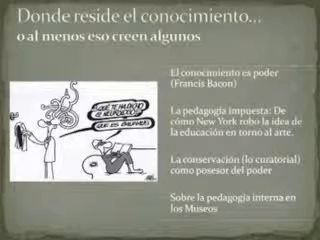 Donde reside el conocimiento...
o al menos eso creen algunos
El conocimiento es poder
(Francis Bacon)
La pedagogía impuesta: De
cómo New York robo la idea de
la educación en torno al arte.
La conservación (lo curatorial)
como posesor del poder
Sobre la pedagogía interna en
los Museos